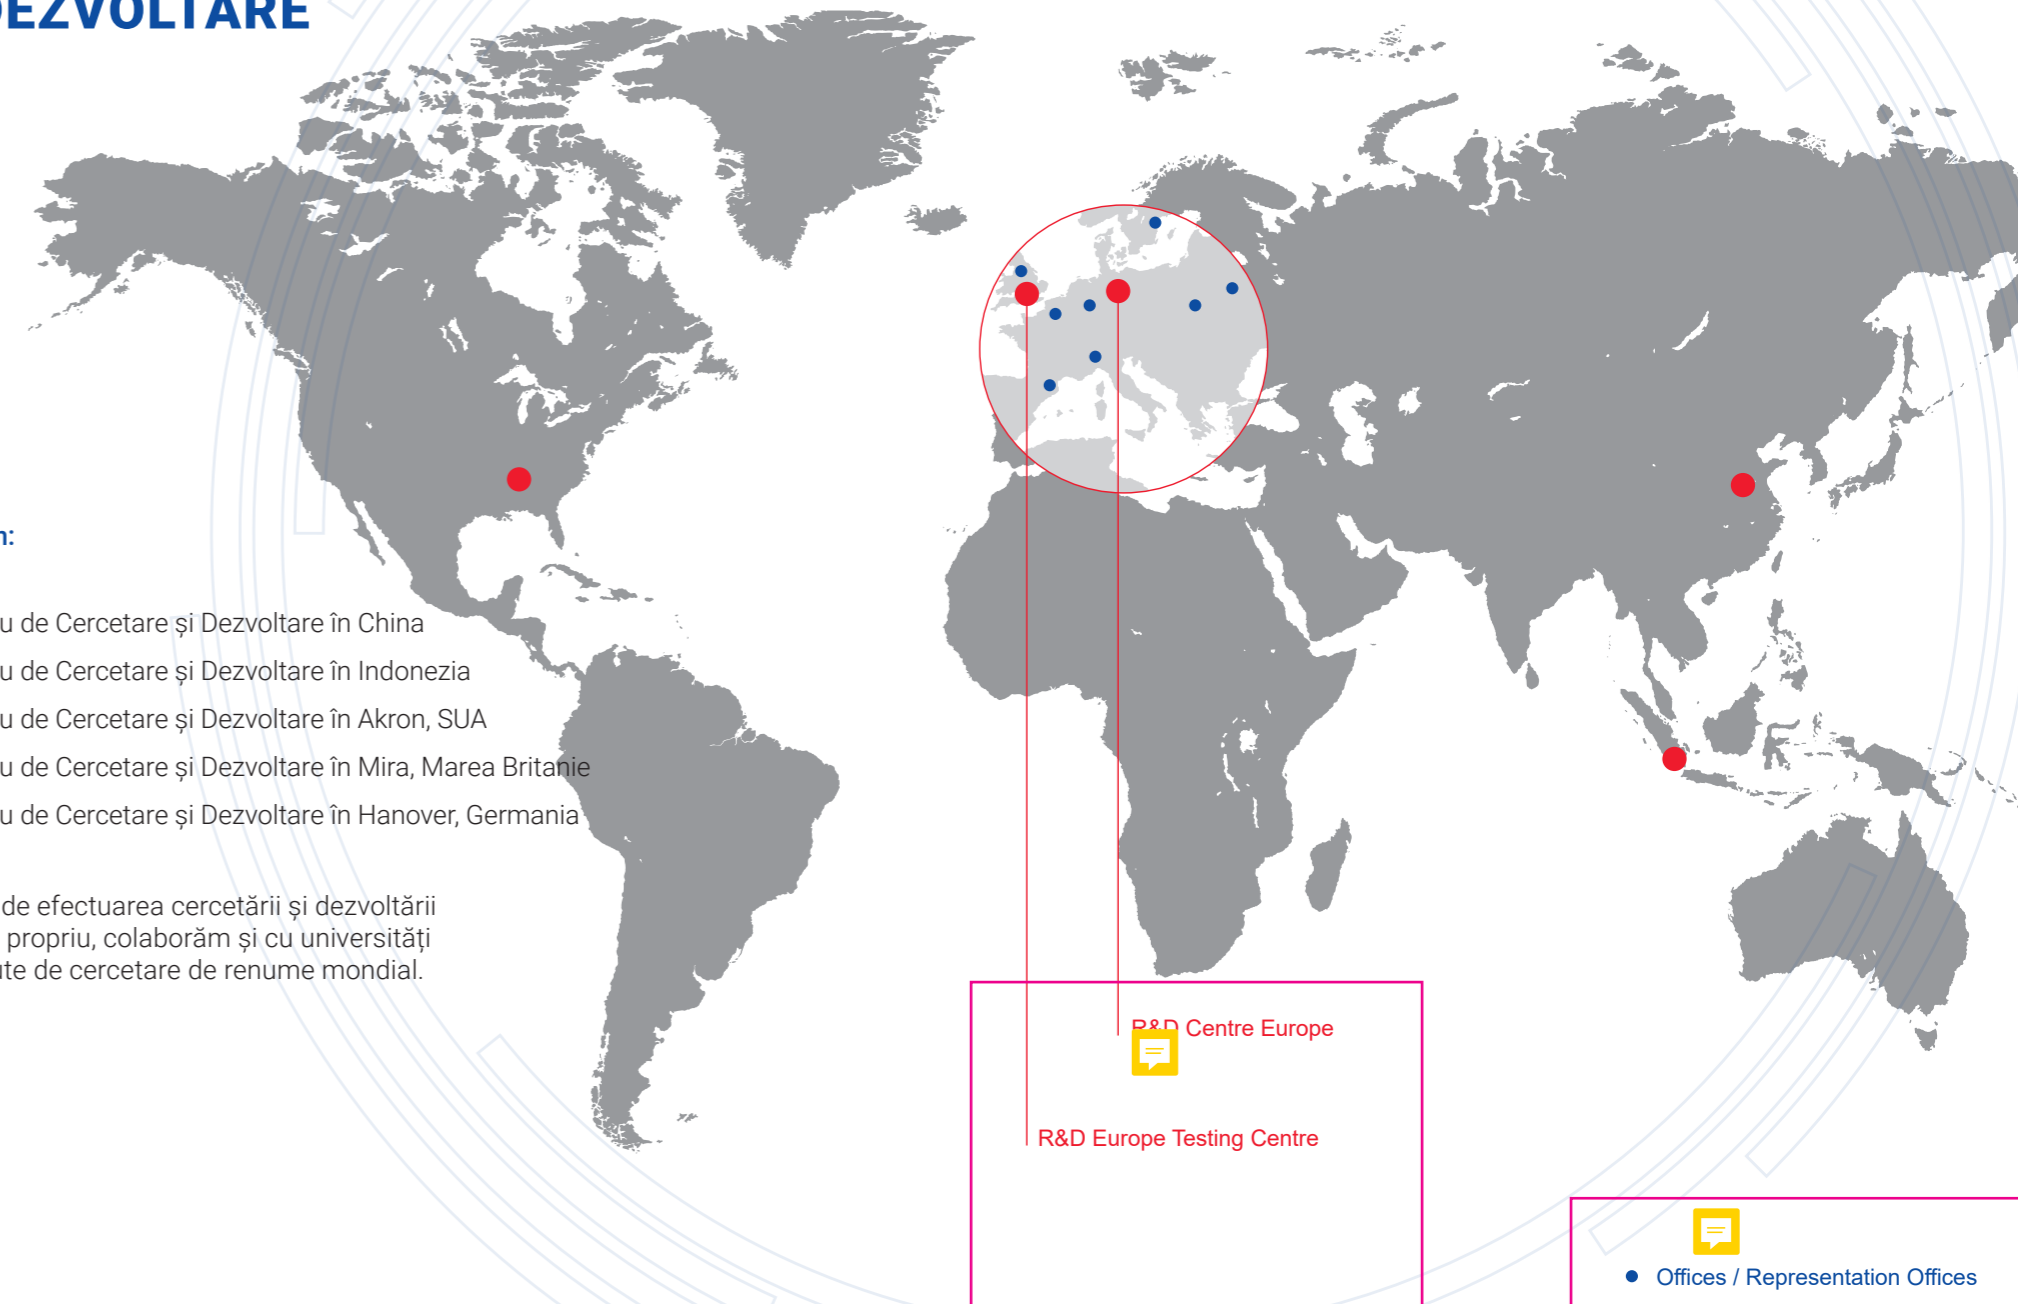 DEZVOLTARE
u de Cercetare și Dezvoltare în China
u de Cercetare și Dezvoltare în Indonezia
u de Cercetare și Dezvoltare în Akron, SUA
u de Cercetare și Dezvoltare în Mira, Marea Britanie
u de Cercetare și Dezvoltare în Hanover, Germania
de efectuarea cercetării și dezvoltării
propriu, colaborăm și cu universități
ute de cercetare de renume mondial.
R&D Centre Europe
R&D Europe Testing Centre
Offices / Representation Offices